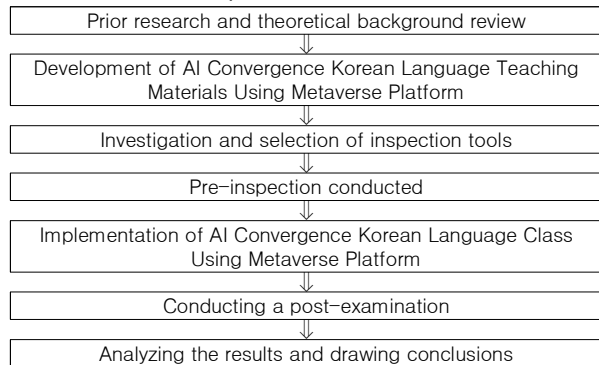 Prior research and theoretical background review
Development of AI Convergence Korean Language Teaching
Materials Using Metaverse Platform
Investigation and selection of inspection tools
Pre-inspection conducted
Implementation of AI Convergence Korean Language Class
Using Metaverse Platform
Conducting a post-examination
Analyzing the results and drawing conclusions